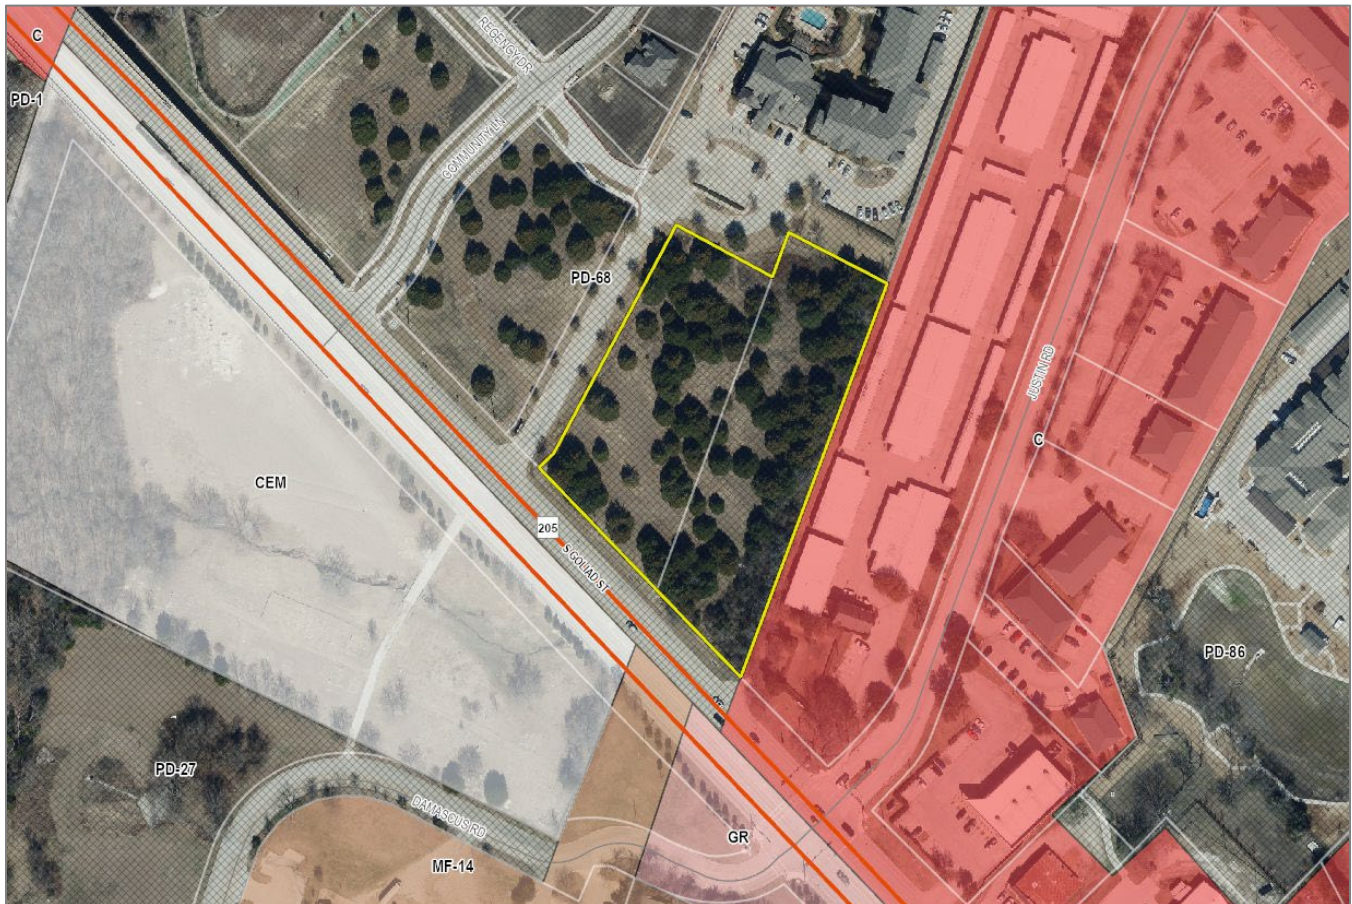 C
PD-1
REGENCY DR
COMMUNITY LN
PD-68
JUSTIN RD
C
CEM
205
S GOLIAD ST
PD-86
PD-27
DAMASCUS RD
GR
MF-14